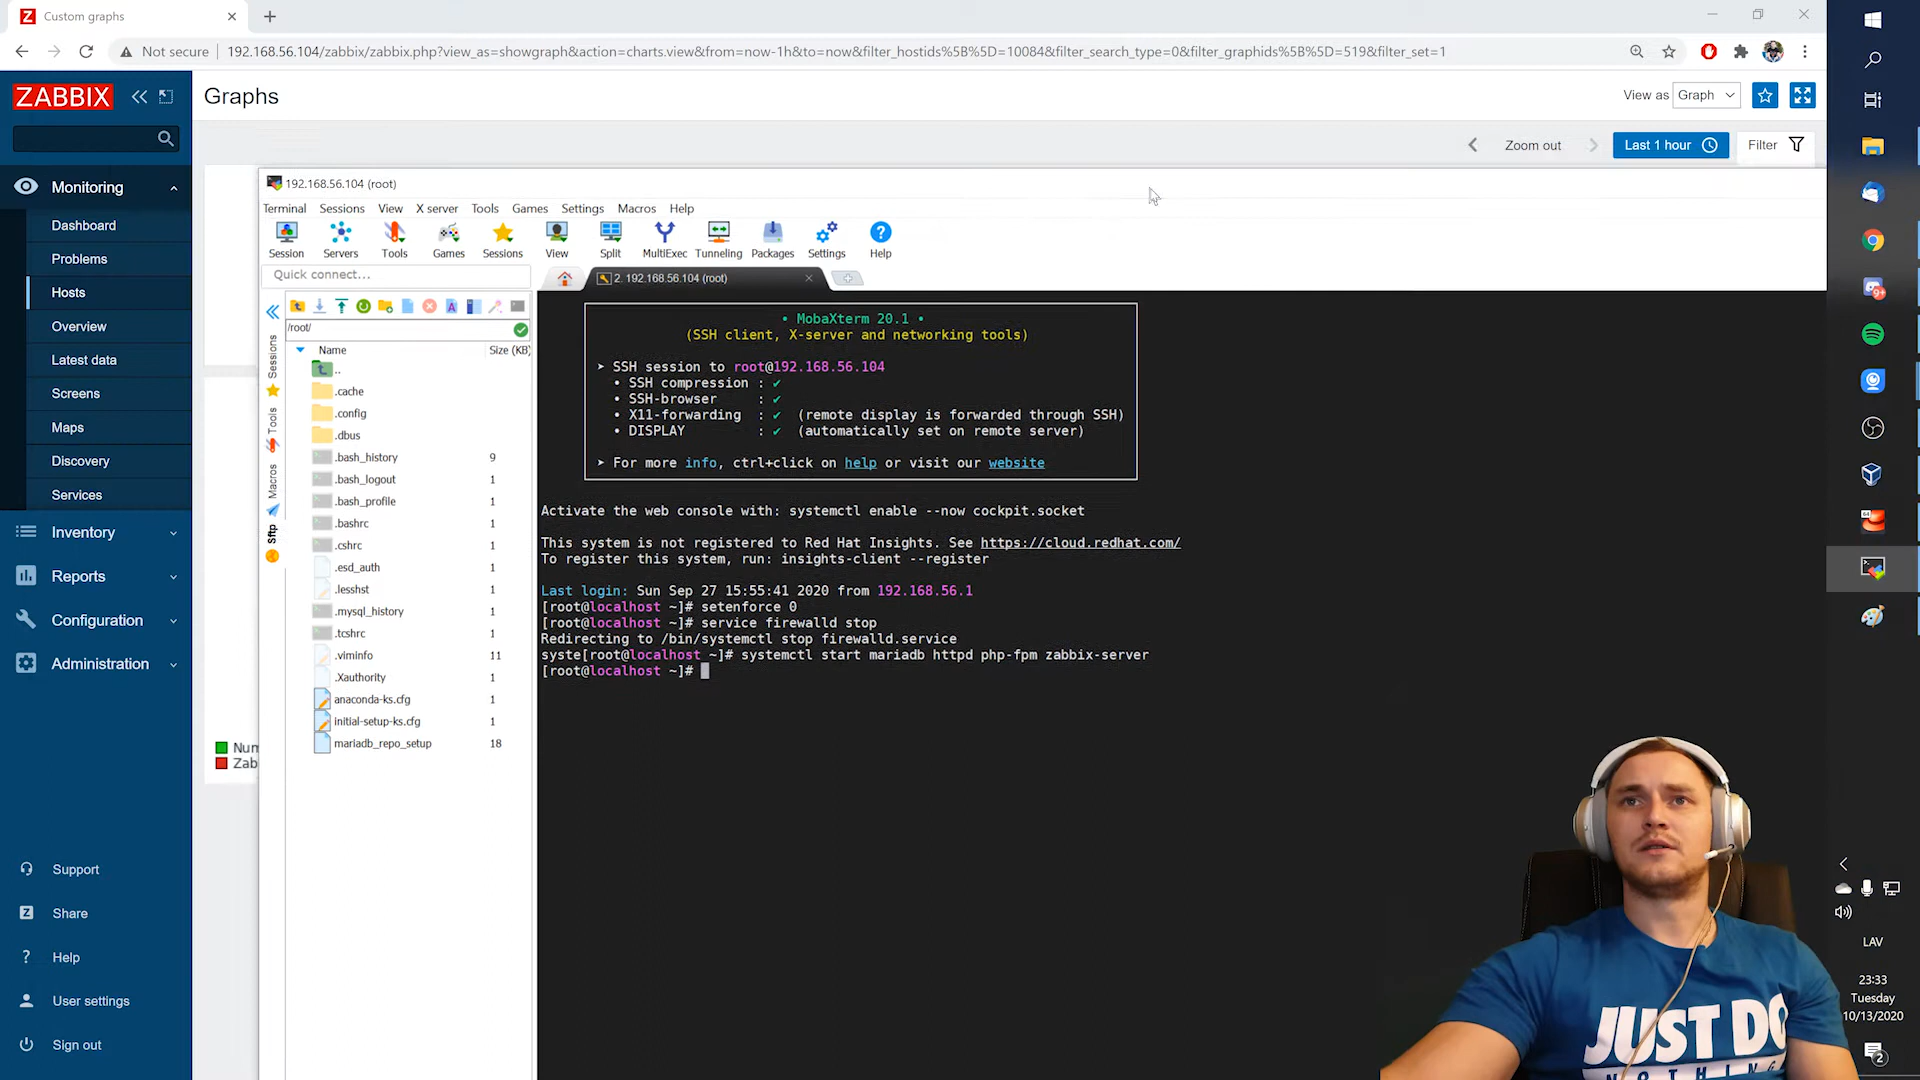 Custom graphs
Not secure
192.168.56.104/zabbix/zabbix.php?view_as=showgraph&action=charts.view&from=now-1h&to=now&filter_hostids%5B%5D=10084&filter_search_type=0&filter_graphids%5B%5D=519&filter_set=1
ZABBIX
Graphs
View as
Graph
Zoom out
Last 1 hour
Filter
Monitoring
Dashboard
Problems
Hosts
Overview
Latest data
Screens
Maps
Discovery
Services
Inventory
Reports
Configuration
Administration
Support
Share
Help
User settings
Sign out
Num
Zab
192.168.56.104 (root)
Terminal Sessions View X server Tools Games Settings Macros Help
Session Servers Tools Games Sessions View Split MultiExec Tunneling Packages Settings Help
Quick connect...
2. 192.168.56.104 (root)
Sessions
Tools
Macros
Sftp
/root/
Name Size (KB)
..
.cache
.config
.dbus
.bash_history 9
.bash_logout 1
.bash_profile 1
.bashrc 1
.cshrc 1
.esd_auth 1
.lesshst 1
.mysql_history 1
.tcshrc 1
.viminfo 11
.Xauthority 1
anaconda-ks.cfg 1
initial-setup-ks.cfg 1
mariadb_repo_setup 18
• MobaXterm 20.1 •
(SSH client, X-server and networking tools)
➤ SSH session to root@192.168.56.104
• SSH compression : ✔
• SSH-browser : ✔
• X11-forwarding : ✔ (remote display is forwarded through SSH)
• DISPLAY : ✔ (automatically set on remote server)
➤ For more info, ctrl+click on help or visit our website
Activate the web console with: systemctl enable --now cockpit.socket
This system is not registered to Red Hat Insights. See https://cloud.redhat.com/
To register this system, run: insights-client --register
Last login: Sun Sep 27 15:55:41 2020 from 192.168.56.1
[root@localhost ~]# setenforce 0
[root@localhost ~]# service firewalld stop
Redirecting to /bin/systemctl stop firewalld.service
syste[root@localhost ~]# systemctl start mariadb httpd php-fpm zabbix-server
[root@localhost ~]#
JUST DO
NOTHING
9+
64
LAV
23:33
Tuesday
10/13/2020
2